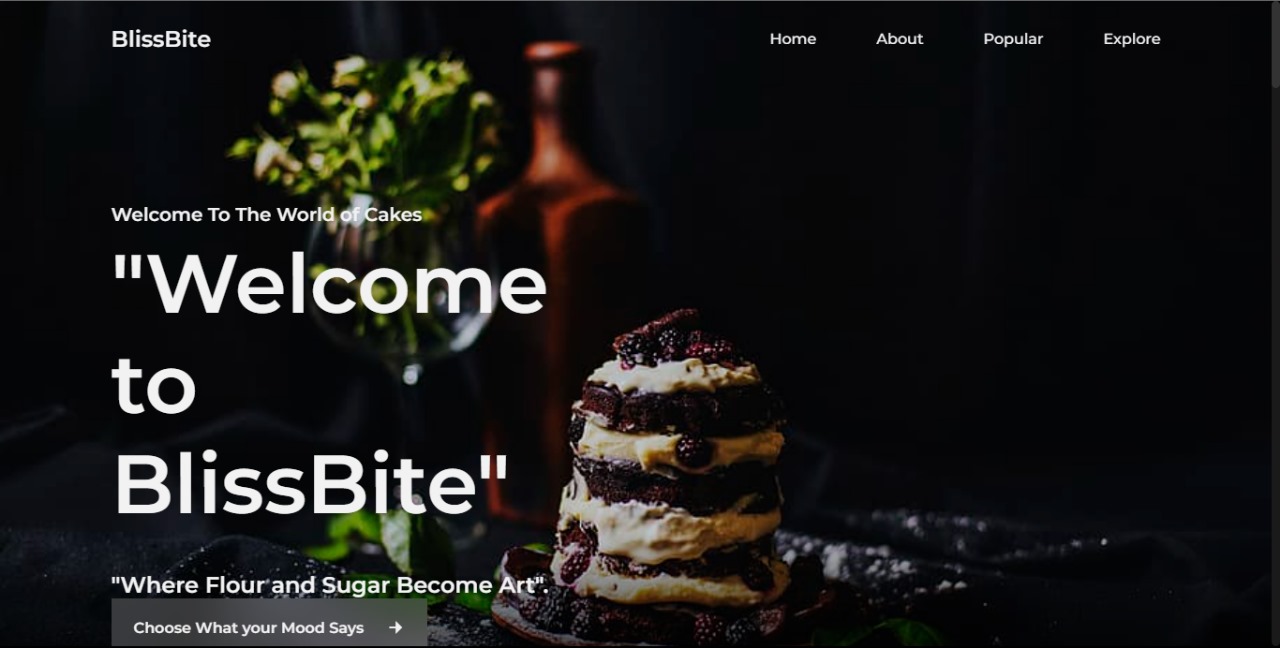 BlissBite
Home About Popular Explore
Welcome To The World of Cakes
"Welcome
to
BlissBite"
"Where Flour and Sugar Become Art".
Choose What your Mood Says